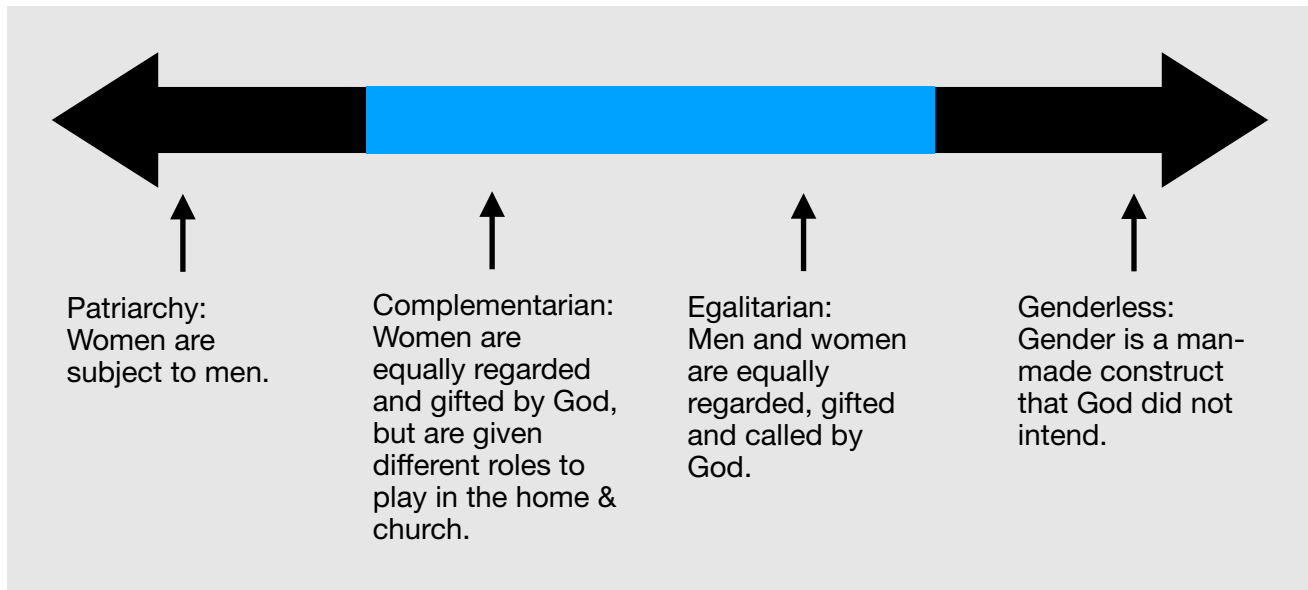 Patriarchy:
Women are
subject to men.
Complementarian:
Women are
equally regarded
and gifted by God,
but are given
different roles to
play in the home &
church.
Egalitarian:
Men and women
are equally
regarded, gifted
and called by
God.
Genderless:
Gender is a man-
made construct
that God did not
intend.